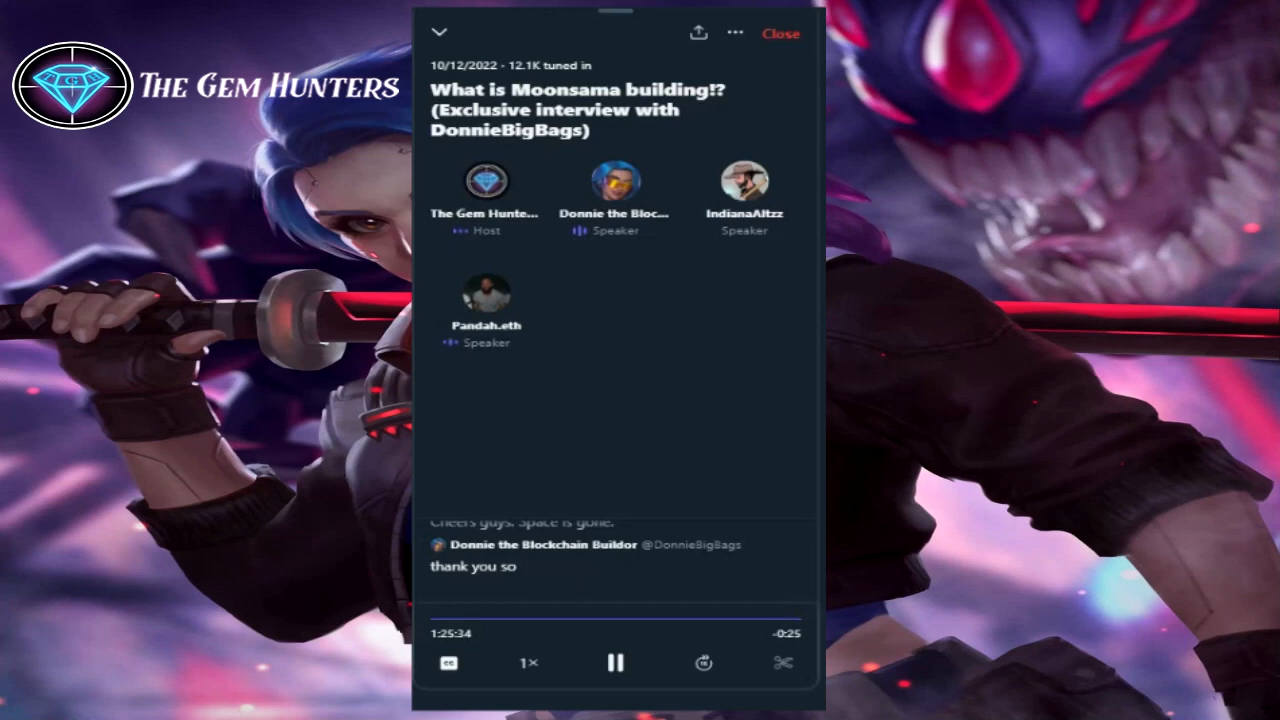 THE GEM HUNTERS
Close
10/12/2022 · 12.1K tuned in
What is Moonsama building!?
(Exclusive interview with
DonnieBigBags)
The Gem Hunte...
Donnie the Bloc...
IndianaAltzz
Host
Speaker
Speaker
Pandah.eth
Speaker
Cheers guys. Space is gone.
Donnie the Blockchain Buildor @DonnieBigBags
thank you so
1:25:34
-0:25
cc
1×